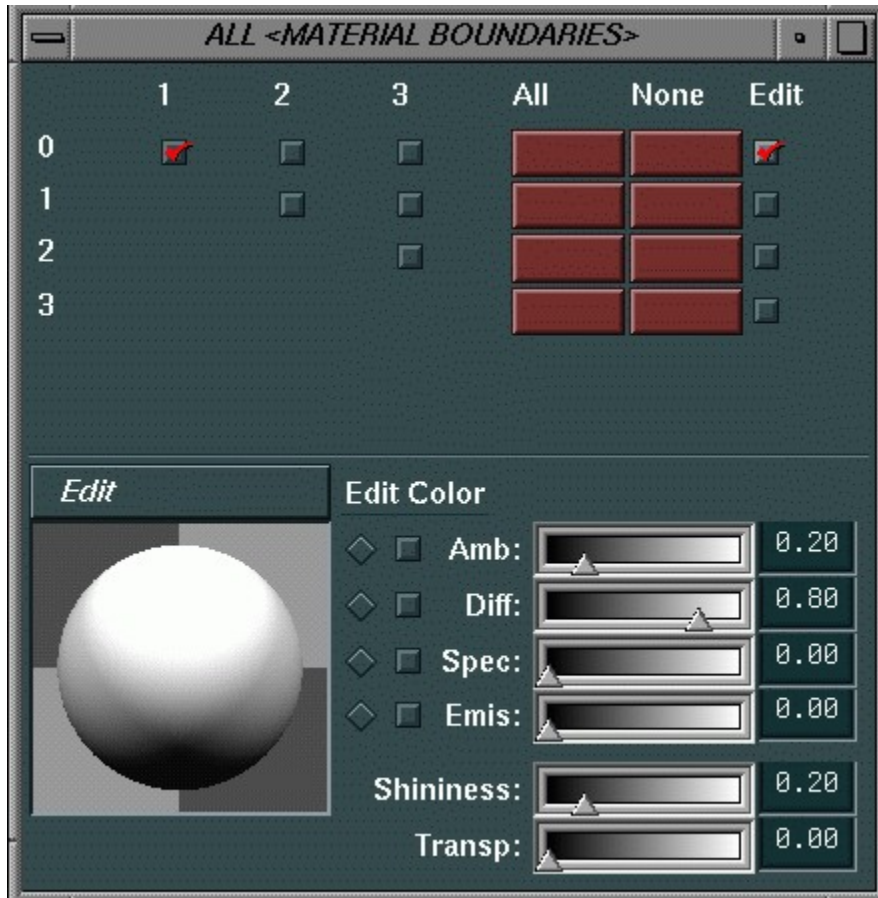 ALL <MATERIAL BOUNDARIES>
1 2 3 All None Edit
0
1
2
3
Edit
Edit Color
Amb: 0.20
Diff: 0.80
Spec: 0.00
Emis: 0.00
Shininess: 0.20
Transp: 0.00